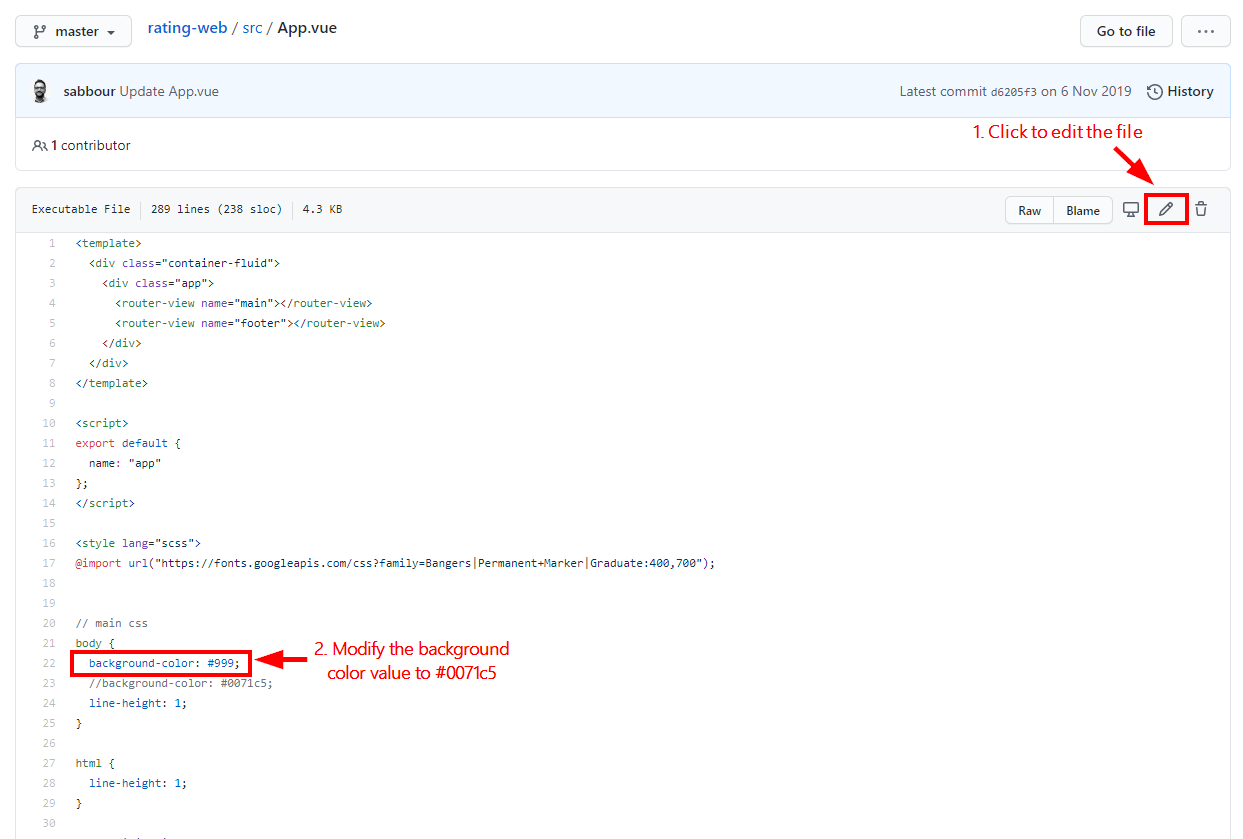 master
rating-web / src / App.vue
Go to file
...
sabbour Update App.vue
Latest commit d6205f3 on 6 Nov 2019
History
1 contributor
1. Click to edit the file
Executable File
289 lines (238 sloc)
4.3 KB
Raw
Blame
1 <template>
2 <div class="container-fluid">
3 <div class="app">
4 <router-view name="main"></router-view>
5 <router-view name="footer"></router-view>
6 </div>
7 </div>
8 </template>
9
10 <script>
11 export default {
12 name: "app"
13 };
14 </script>
15
16 <style lang="scss">
17 @import url("https://fonts.googleapis.com/css?family=Bangers|Permanent+Marker|Graduate:400,700");
18
19
20 // main css
21 body {
22 background-color: #999;
2. Modify the background
color value to #0071c5
23 //background-color: #0071c5;
24 line-height: 1;
25 }
26
27 html {
28 line-height: 1;
29 }
30